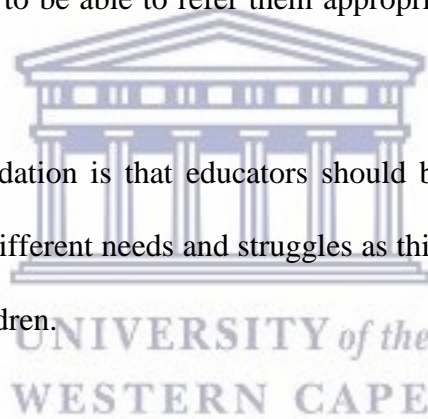 to be able to refer them appropri
dation is that educators should b
ifferent needs and struggles as thi
dren.
UNIVERSITY of the
WESTERN CAPE